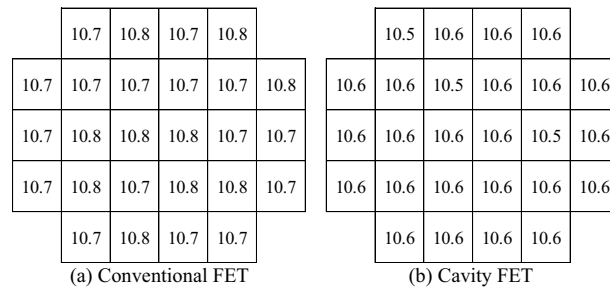 10.7 10.8 10.7 10.8
10.7 10.7 10.7 10.7 10.7 10.8
10.7 10.8 10.8 10.8 10.7 10.7
10.7 10.8 10.7 10.8 10.8 10.7
10.7 10.8 10.7 10.7
(a) Conventional FET
10.5 10.6 10.6 10.6
10.6 10.6 10.5 10.6 10.6 10.6
10.6 10.6 10.6 10.6 10.5 10.6
10.6 10.6 10.6 10.6 10.6 10.6
10.6 10.6 10.6 10.6
(b) Cavity FET